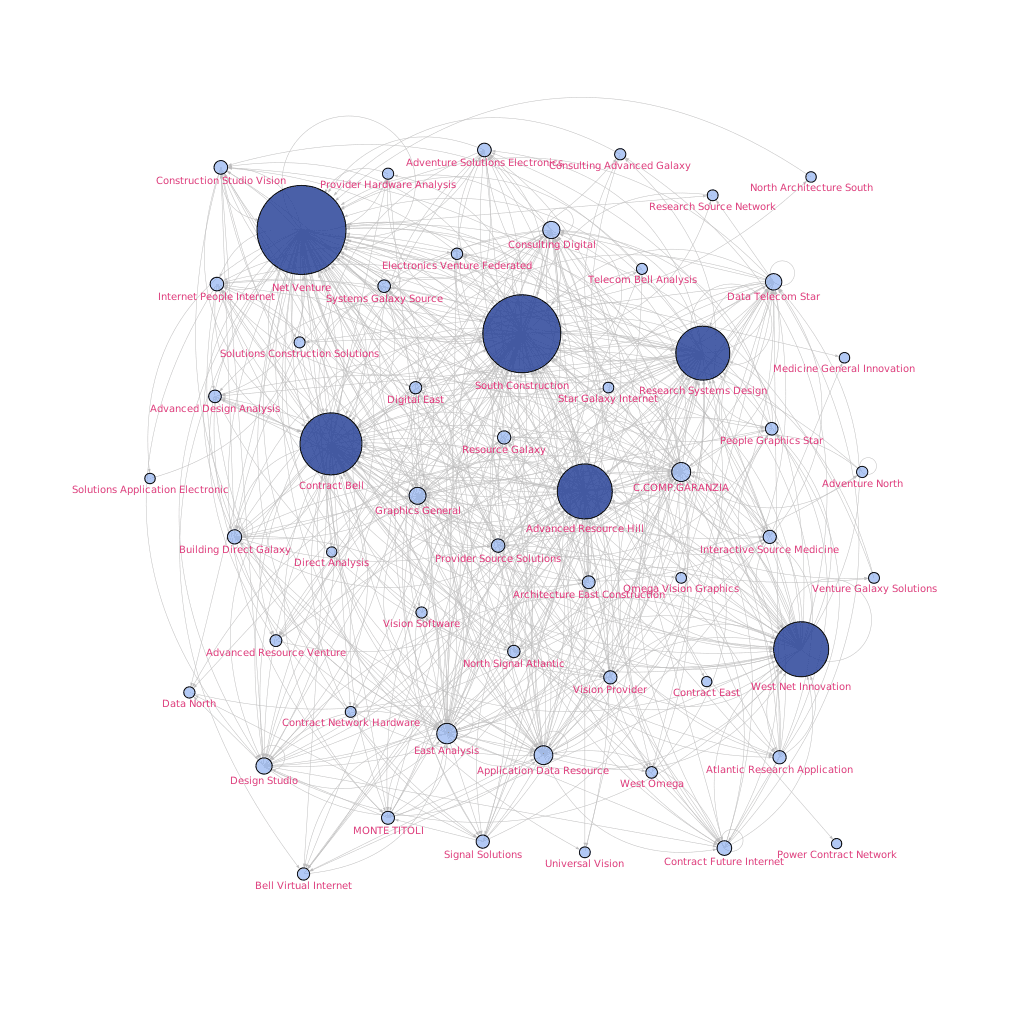 Adventure Solutions Electronics
Consulting Advanced Galaxy
Construction Studio Vision
Provider Hardware Analysis
North Architecture South
Research Source Network
Consulting Digital
Electronics Venture Federated
Telecom Bell Analysis
Net Venture
Systems Galaxy Source
Internet People Internet
Data Telecom Star
Solutions Construction Solutions
Medicine General Innovation
South Construction
Research Systems Design
Star Galaxy Internet
Digital East
Advanced Design Analysis
People Graphics Star
Resource Galaxy
Contract Bell
C.COMP.GARANZIA
Adventure North
Solutions Application Electronic
Graphics General
Advanced Resource Hill
Building Direct Galaxy
Interactive Source Medicine
Provider Source Solutions
Direct Analysis
Architecture East Construction
Omega Vision Graphics
Venture Galaxy Solutions
Vision Software
Advanced Resource Venture
North Signal Atlantic
Vision Provider
Contract East
West Net Innovation
Data North
Contract Network Hardware
East Analysis
Application Data Resource
Atlantic Research Application
Design Studio
West Omega
MONTE TITOLI
Signal Solutions
Universal Vision
Contract Future Internet
Power Contract Network
Bell Virtual Internet